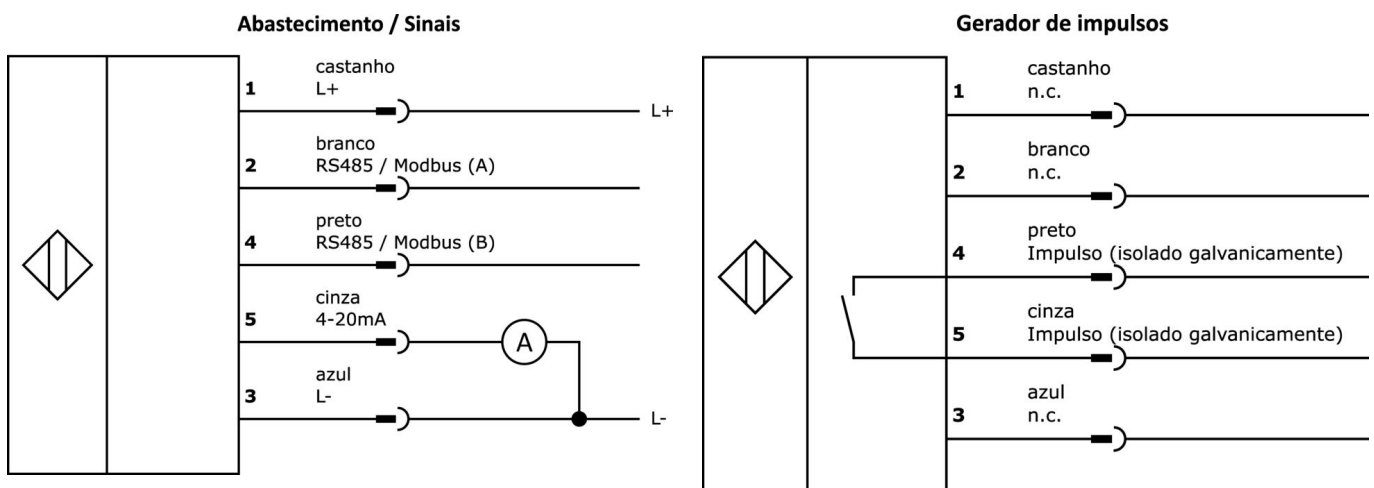 Abastecimento / Sinais
castanho
1 L+
L+
branco
2 RS485 / Modbus (A)
preto
4 RS485 / Modbus (B)
cinza
5 4-20mA
A
azul
3 L-
L-
Gerador de impulsos
castanho
1 n.c.
branco
2 n.c.
preto
4 Impulso (isolado galvanicamente)
cinza
5 Impulso (isolado galvanicamente)
azul
3 n.c.